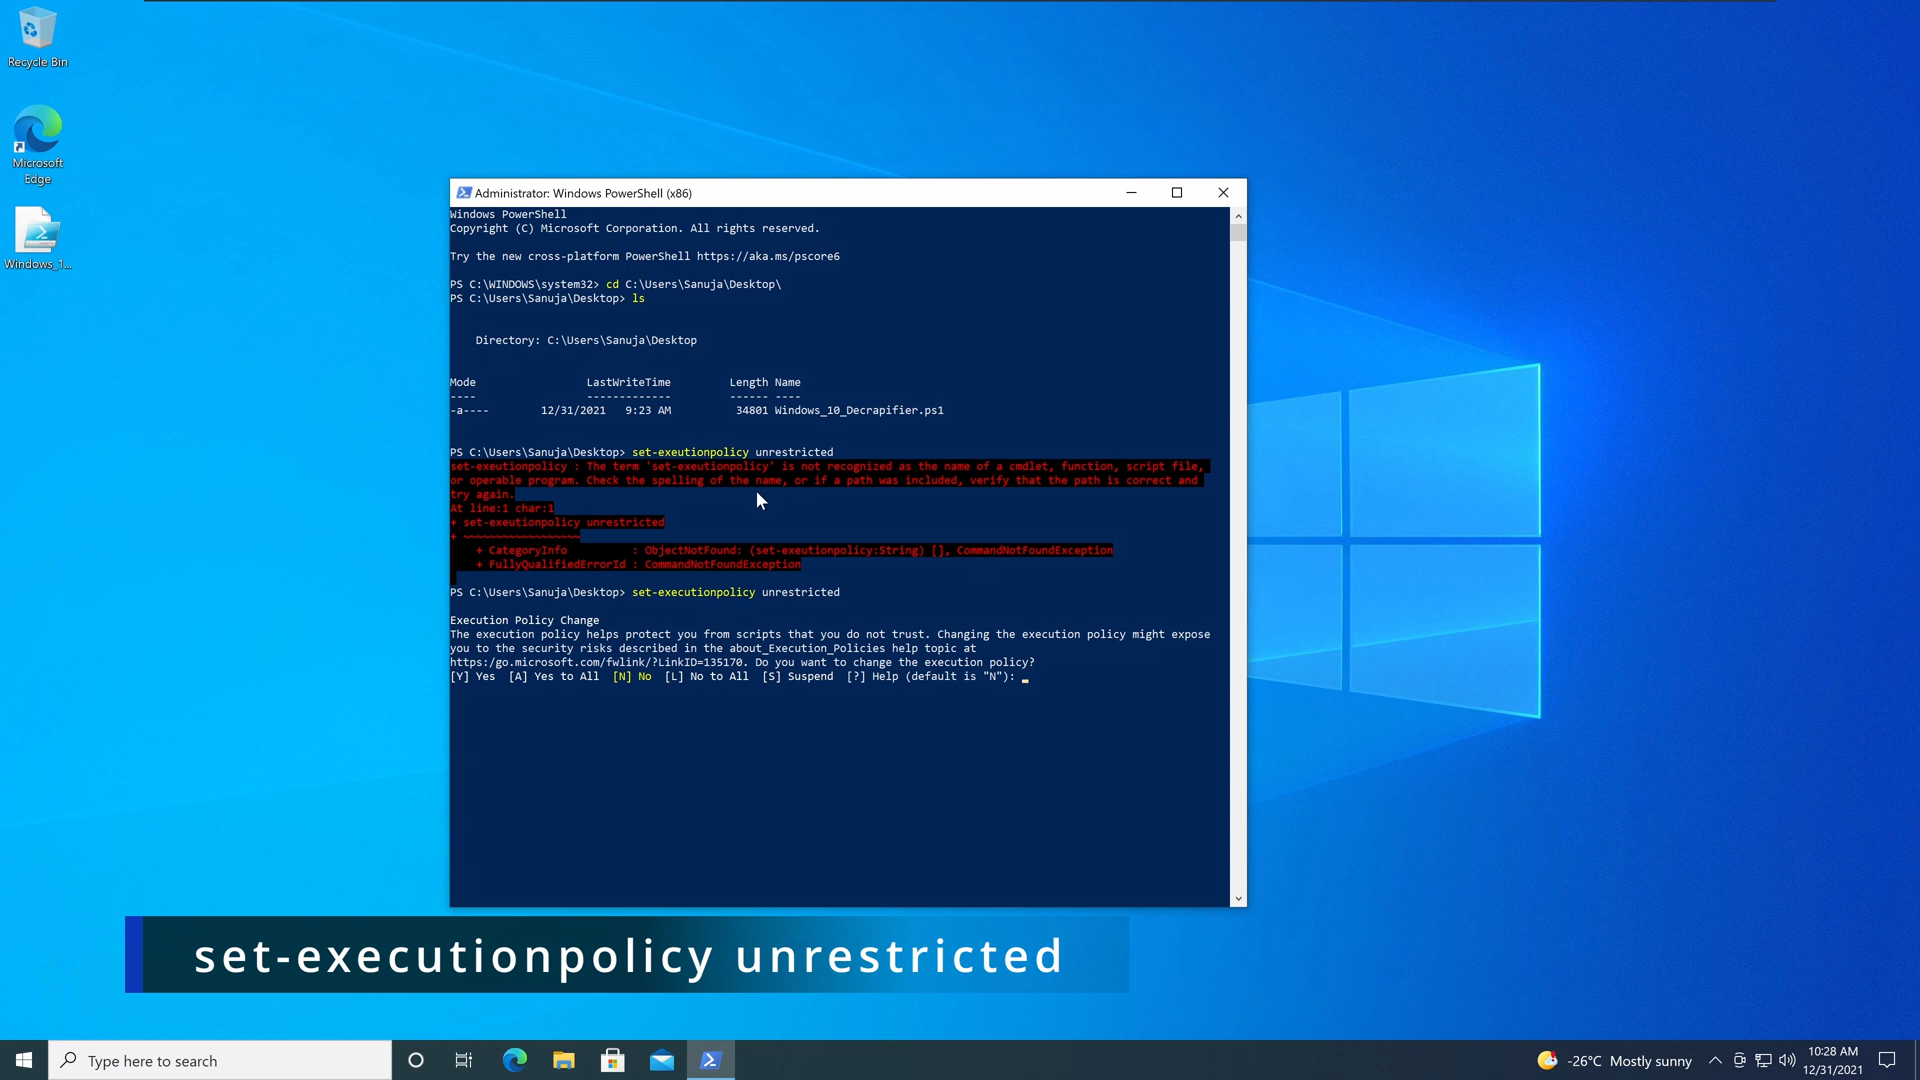 Recycle Bin
Microsoft
Edge
Windows_1...
Administrator: Windows PowerShell (x86)
Windows PowerShell
Copyright (C) Microsoft Corporation. All rights reserved.
Try the new cross-platform PowerShell https://aka.ms/pscore6
PS C:\WINDOWS\system32> cd C:\Users\Sanuja\Desktop\
PS C:\Users\Sanuja\Desktop> ls
Directory: C:\Users\Sanuja\Desktop
Mode LastWriteTime Length Name
---- ------------- ------ ----
-a---- 12/31/2021 9:23 AM 34801 Windows_10_Decrapifier.ps1
PS C:\Users\Sanuja\Desktop> set-exeutionpolicy unrestricted
set-exeutionpolicy : The term 'set-exeutionpolicy' is not recognized as the name of a cmdlet, function, script file,
or operable program. Check the spelling of the name, or if a path was included, verify that the path is correct and
try again.
At line:1 char:1
+ set-exeutionpolicy unrestricted
+ ~~~~~~~~~~~~~~~~~~
+ CategoryInfo : ObjectNotFound: (set-exeutionpolicy:String) [], CommandNotFoundException
+ FullyQualifiedErrorId : CommandNotFoundException
PS C:\Users\Sanuja\Desktop> set-executionpolicy unrestricted
Execution Policy Change
The execution policy helps protect you from scripts that you do not trust. Changing the execution policy might expose
you to the security risks described in the about_Execution_Policies help topic at
https:/go.microsoft.com/fwlink/?LinkID=135170. Do you want to change the execution policy?
[Y] Yes [A] Yes to All [N] No [L] No to All [S] Suspend [?] Help (default is "N"): _
set-executionpolicy unrestricted
Type here to search
-26°C Mostly sunny
10:28 AM
12/31/2021